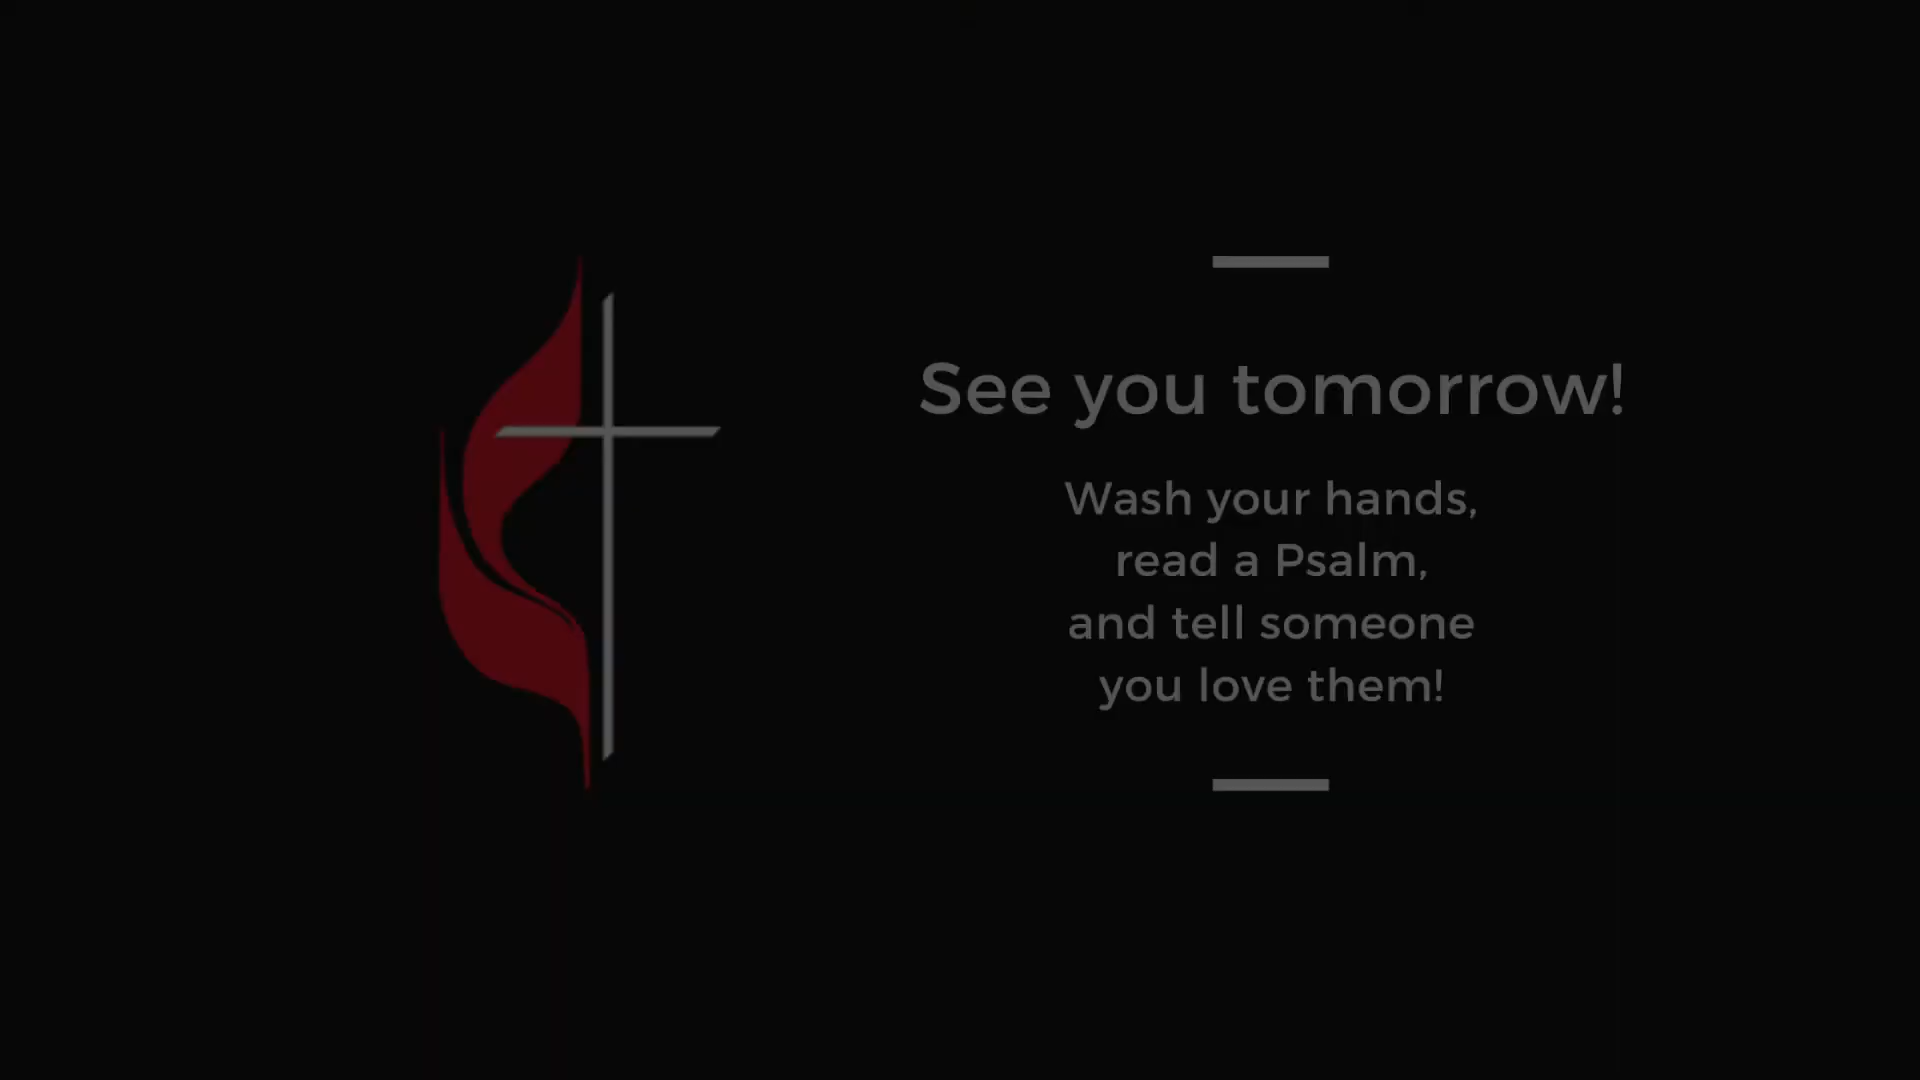 See you tomorrow!
Wash your hands,
read a Psalm,
and tell someone
you love them!